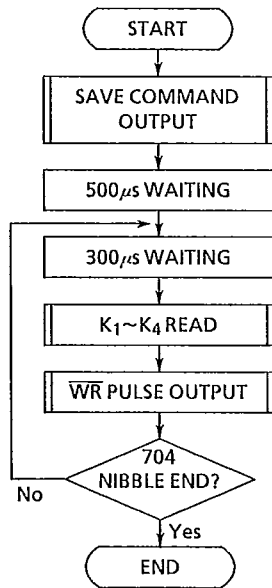 START
SAVE COMMAND
OUTPUT
500μs WAITING
300μs WAITING
K₁~K₄ READ
W̅R̅ PULSE OUTPUT
704
NIBBLE END?
No
Yes
END